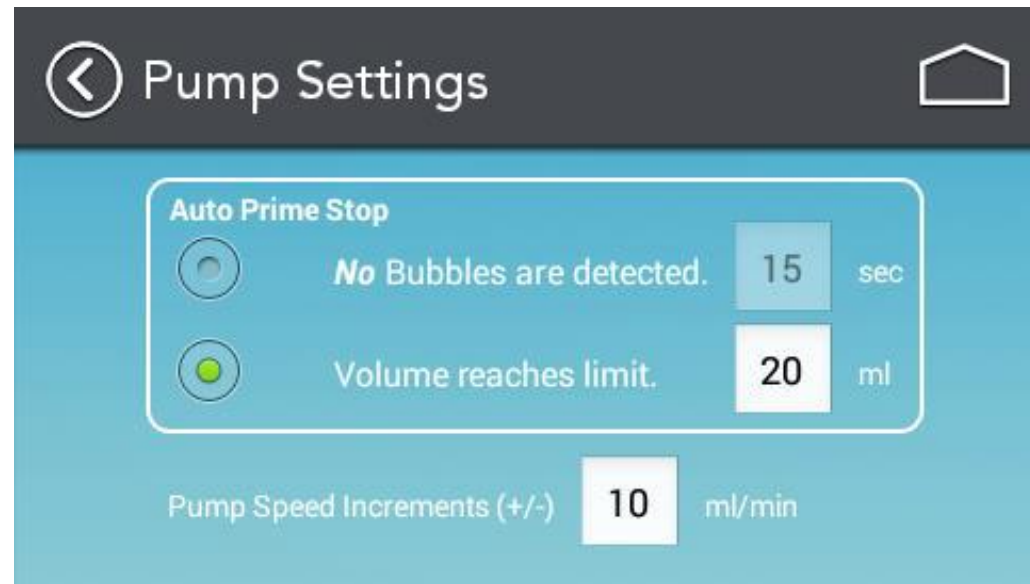 Pump Settings
Auto Prime Stop
No Bubbles are detected. 15 sec
Volume reaches limit. 20 ml
Pump Speed Increments (+/-) 10 ml/min